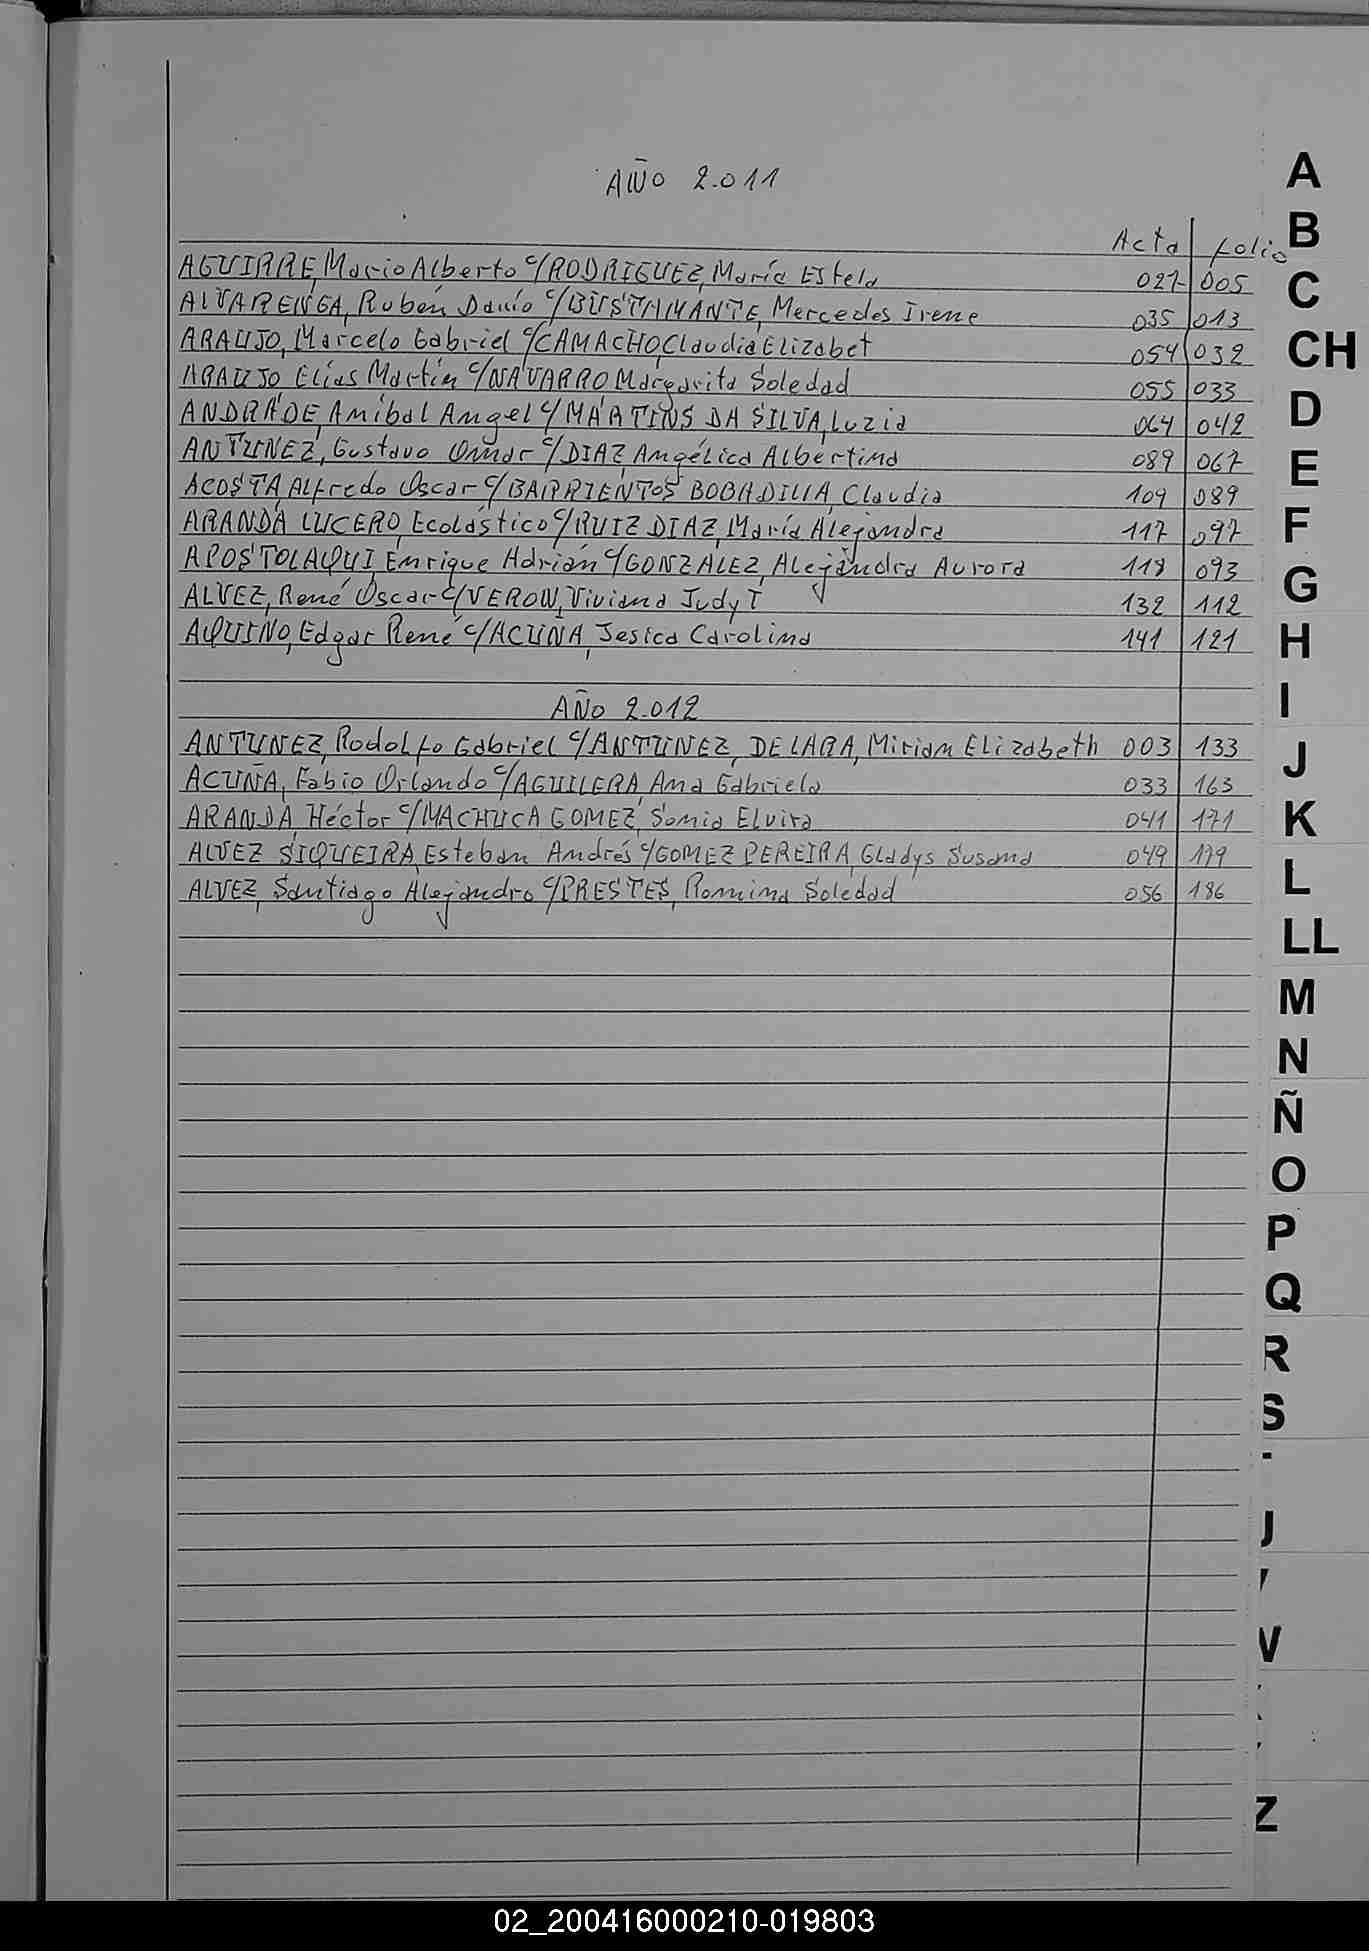 AÑO 2.011
Acta folio
AGUIRRE, Mario Alberto c/RODRIGUEZ, María Estela 027 005
ALVARENGA, Rubén Darío c/BUSTAMANTE, Mercedes Irene 035 013
ARAUJO, Marcelo Gabriel c/CAMACHO, Claudia Elizabet 054 032
ARAUJO Elías Martín c/NAVARRO Margarita Soledad 055 033
ANDRADE, Aníbal Angel c/MARTINS DA SILVA, Luzia 064 042
ANTUNEZ, Gustavo Omar c/DIAZ Angélica Albertina 089 067
ACOSTA, Alfredo Oscar c/BARRIENTOS BOBADILLA, Claudia 109 089
ARANDA LUCERO, Ecolástico c/RUIZ DIAZ, María Alejandra 117 097
APOSTOLAQUI, Enrique Adrián c/GONZALEZ, Alejandra Aurora 118 093
ALVEZ, René Oscar c/VERON, Viviana JudyT 132 112
AQUINO, Edgar René c/ACUÑA, Jesica Carolina 141 121
AÑO 2.012
ANTUNEZ, Rodolfo Gabriel c/ANTUNEZ, DE LARA, Miriam Elizabeth 003 133
ACUÑA, Fabio Orlando c/AGUILERA, Ana Gabriela 033 163
ARANDA, Héctor c/MACHUCA GOMEZ, Sonia Elvira 041 171
ALVEZ SIQUEIRA, Esteban Andrés c/GOMEZ PEREIRA, Gladys Susana 049 179
ALVEZ, Santiago Alejandro c/PRESTES, Romina Soledad 056 186
A
B
C
CH
D
E
F
G
H
I
J
K
L
LL
M
N
Ñ
O
P
Q
R
S
Z
02_200416000210-019803